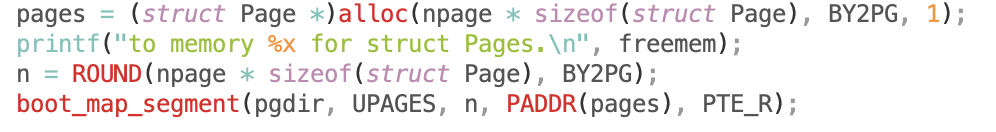 pages = (struct Page *)alloc(npage * sizeof(struct Page), BY2PG, 1);
printf("to memory %x for struct Pages.\n", freemem);
n = ROUND(npage * sizeof(struct Page), BY2PG);
boot_map_segment(pgdir, UPAGES, n, PADDR(pages), PTE_R);